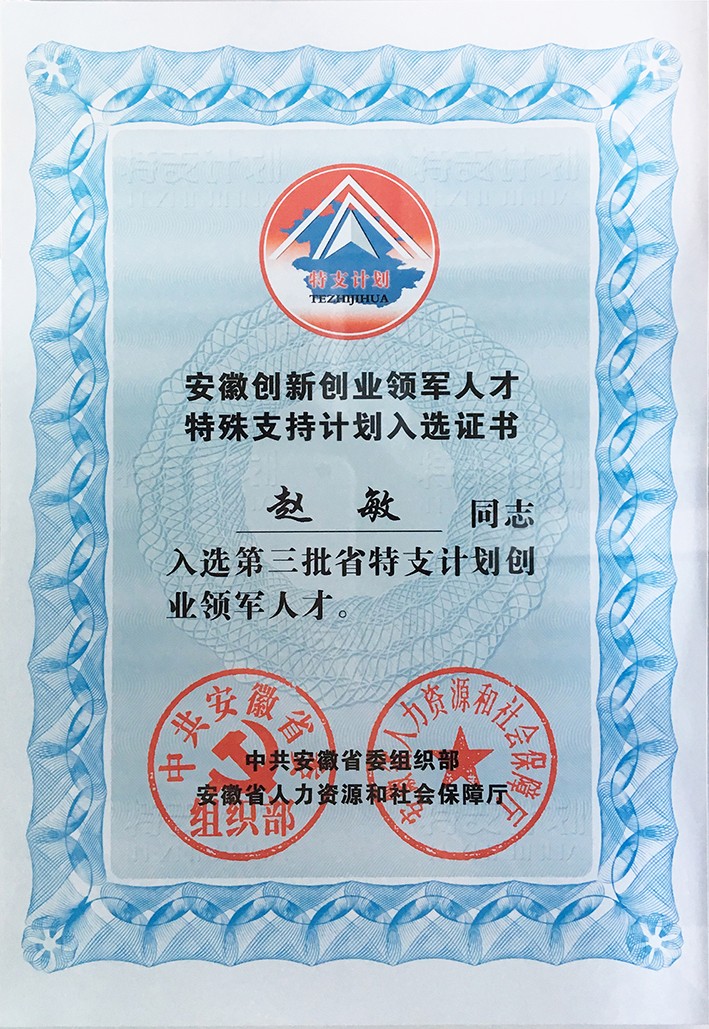 特支计划
TEZHIJIHUA
安徽创新创业领军人才
特殊支持计划入选证书
赵敏 同志
入选第三批省特支计划创
业领军人才。
中共安徽省委组织部
安徽省人力资源和社会保障厅
中共安徽省委
组织部
安徽省人力资源和社会保障厅